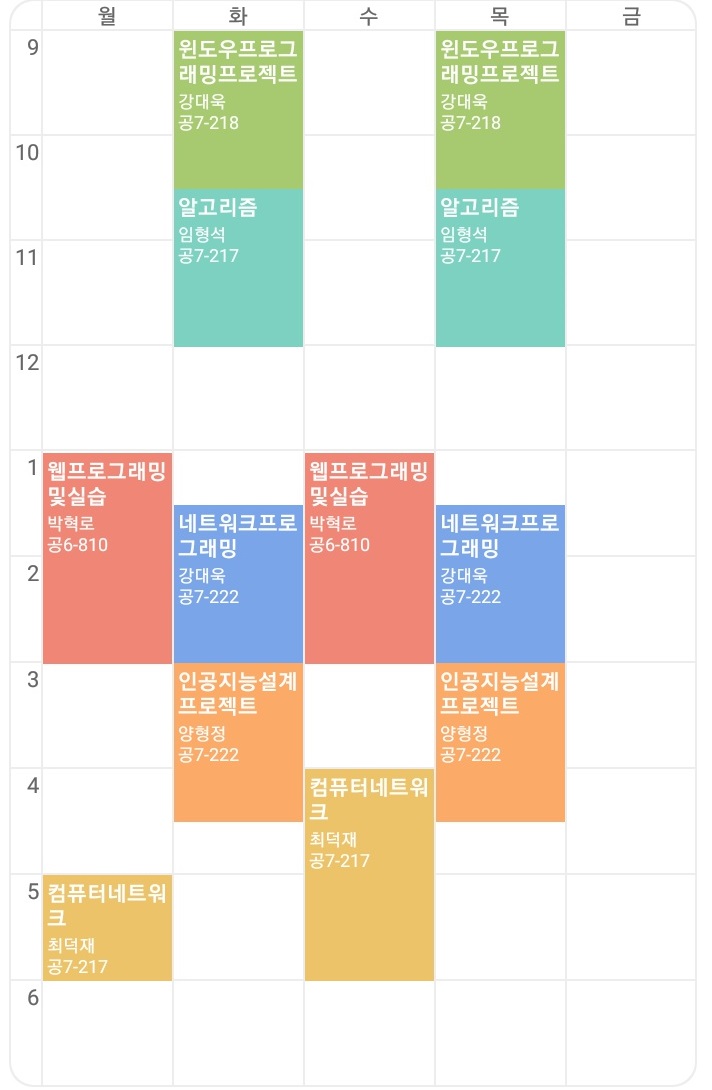 월 화 수 목 금
9
윈도우프로그
래밍프로젝트
강대욱
공7-218
윈도우프로그
래밍프로젝트
강대욱
공7-218
10
알고리즘
임형석
공7-217
알고리즘
임형석
공7-217
11
12
1
웹프로그래밍
및실습
박혁로
공6-810
웹프로그래밍
및실습
박혁로
공6-810
네트워크프로
그래밍
강대욱
공7-222
네트워크프로
그래밍
강대욱
공7-222
2
3
인공지능설계
프로젝트
양형정
공7-222
인공지능설계
프로젝트
양형정
공7-222
4
컴퓨터네트워
크
최덕재
공7-217
5
컴퓨터네트워
크
최덕재
공7-217
6